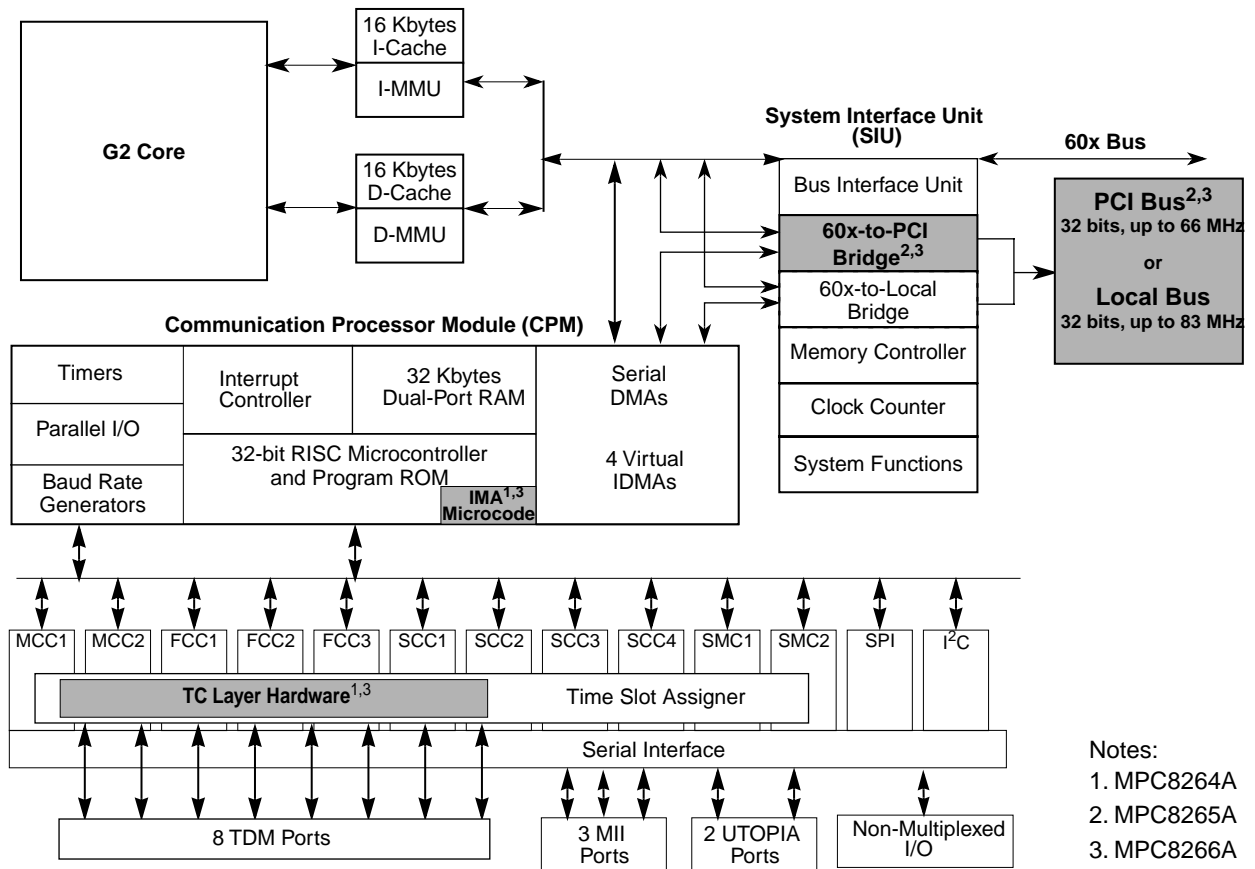 G2 Core
16 Kbytes
I-Cache
I-MMU
16 Kbytes
D-Cache
D-MMU
System Interface Unit
(SIU)
60x Bus
Bus Interface Unit
60x-to-PCI
Bridge2,3
60x-to-Local
Bridge
Memory Controller
Clock Counter
System Functions
PCI Bus2,3
32 bits, up to 66 MHz
or
Local Bus
32 bits, up to 83 MHz
Communication Processor Module (CPM)
Timers
Parallel I/O
Baud Rate
Generators
Interrupt
Controller
32 Kbytes
Dual-Port RAM
32-bit RISC Microcontroller
and Program ROM
IMA1,3
Microcode
Serial
DMAs
4 Virtual
IDMAs
MCC1 MCC2 FCC1 FCC2 FCC3 SCC1 SCC2 SCC3 SCC4 SMC1 SMC2 SPI I2C
TC Layer Hardware1,3 Time Slot Assigner
Serial Interface
8 TDM Ports
3 MII
Ports
2 UTOPIA
Ports
Non-Multiplexed
I/O
Notes:
1. MPC8264A
2. MPC8265A
3. MPC8266A